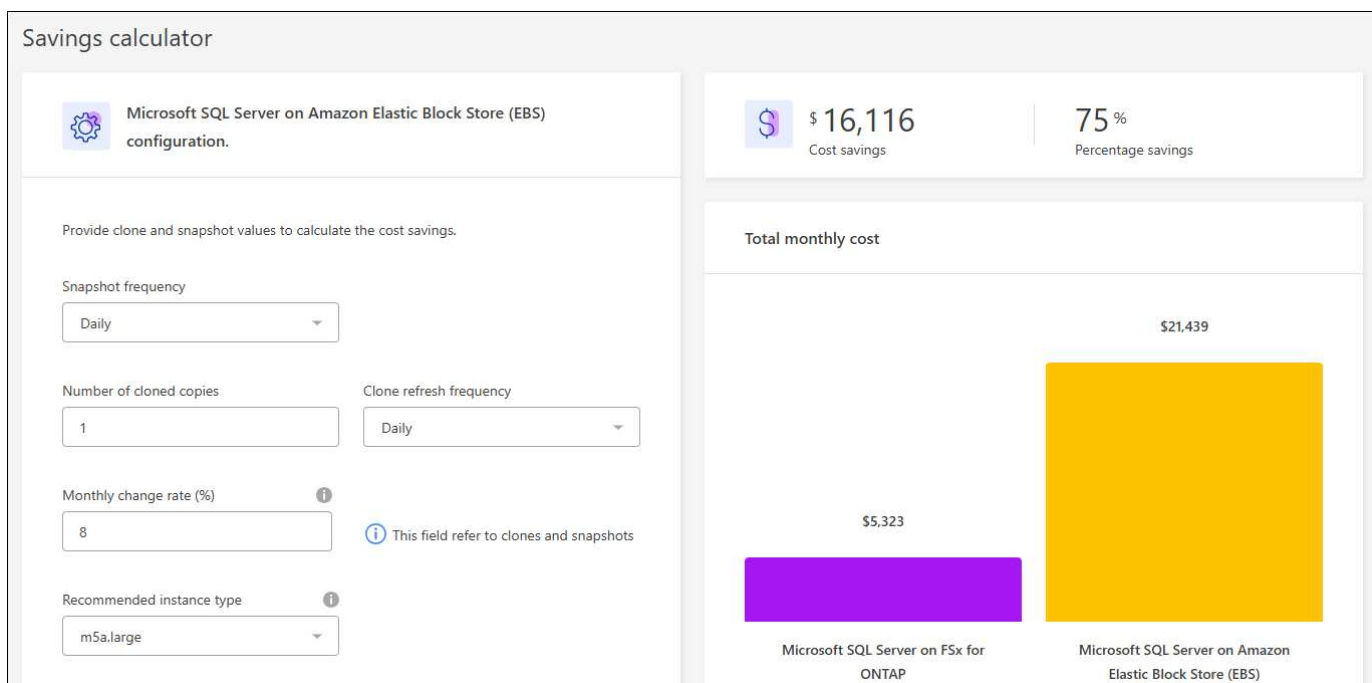 Savings calculator
Microsoft SQL Server on Amazon Elastic Block Store (EBS)
configuration.
Provide clone and snapshot values to calculate the cost savings.
Snapshot frequency
Daily
Number of cloned copies
Clone refresh frequency
1
Daily
Monthly change rate (%)
8
This field refer to clones and snapshots
Recommended instance type
m5a.large
$ 16,116
Cost savings
75 %
Percentage savings
Total monthly cost
$21,439
$5,323
Microsoft SQL Server on FSx for
ONTAP
Microsoft SQL Server on Amazon
Elastic Block Store (EBS)